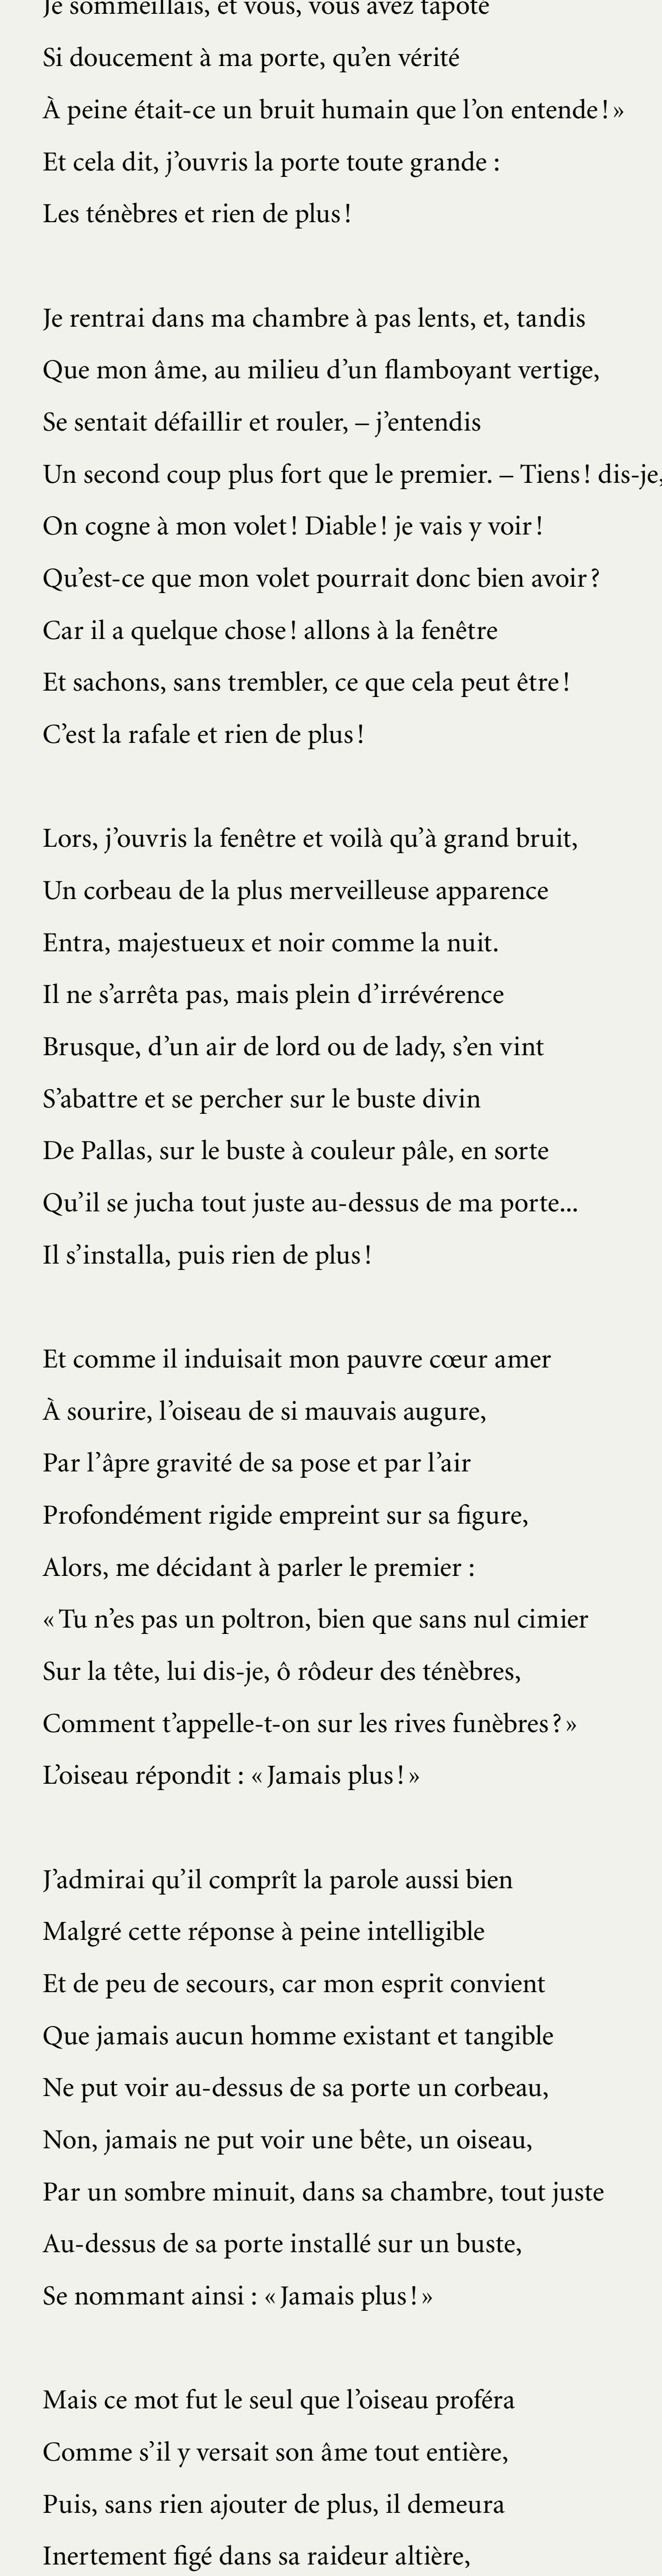 Je sommeillais, et vous, vous avez tapoté
Si doucement à ma porte, qu’en vérité
À peine était-ce un bruit humain que l’on entende ! »
Et cela dit, j’ouvris la porte toute grande :
Les ténèbres et rien de plus !

Je rentrai dans ma chambre à pas lents, et, tandis
Que mon âme, au milieu d’un flamboyant vertige,
Se sentait défaillir et rouler, – j’entendis
Un second coup plus fort que le premier. – Tiens ! dis-je,
On cogne à mon volet ! Diable ! je vais y voir !
Qu’est-ce que mon volet pourrait donc bien avoir ?
Car il a quelque chose ! allons à la fenêtre
Et sachons, sans trembler, ce que cela peut être !
C’est la rafale et rien de plus !

Lors, j’ouvris la fenêtre et voilà qu’à grand bruit,
Un corbeau de la plus merveilleuse apparence
Entra, majestueux et noir comme la nuit.
Il ne s’arrêta pas, mais plein d’irrévérence
Brusque, d’un air de lord ou de lady, s’en vint
S’abattre et se percher sur le buste divin
De Pallas, sur le buste à couleur pâle, en sorte
Qu’il se jucha tout juste au-dessus de ma porte...
Il s’installa, puis rien de plus !

Et comme il induisait mon pauvre cœur amer
À sourire, l’oiseau de si mauvais augure,
Par l’âpre gravité de sa pose et par l’air
Profondément rigide empreint sur sa figure,
Alors, me décidant à parler le premier :
« Tu n’es pas un poltron, bien que sans nul cimier
Sur la tête, lui dis-je, ô rôdeur des ténèbres,
Comment t’appelle-t-on sur les rives funèbres ? »
L’oiseau répondit : « Jamais plus ! »

J’admirai qu’il comprît la parole aussi bien
Malgré cette réponse à peine intelligible
Et de peu de secours, car mon esprit convient
Que jamais aucun homme existant et tangible
Ne put voir au-dessus de sa porte un corbeau,
Non, jamais ne put voir une bête, un oiseau,
Par un sombre minuit, dans sa chambre, tout juste
Au-dessus de sa porte installé sur un buste,
Se nommant ainsi : « Jamais plus ! »

Mais ce mot fut le seul que l’oiseau proféra
Comme s’il y versait son âme tout entière,
Puis, sans rien ajouter de plus, il demeura
Inertement figé dans sa raideur altière,